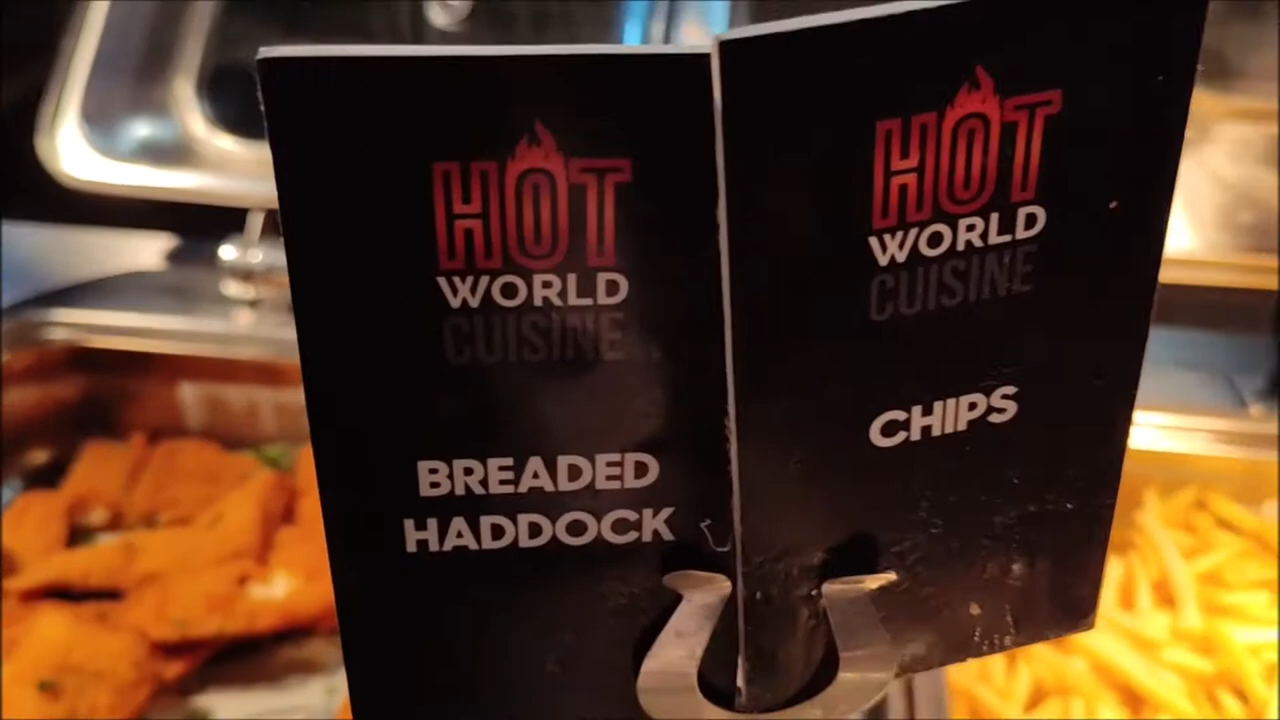 HOT
WORLD
CUISINE
BREADED
HADDOCK
HOT
WORLD
CUISINE
CHIPS